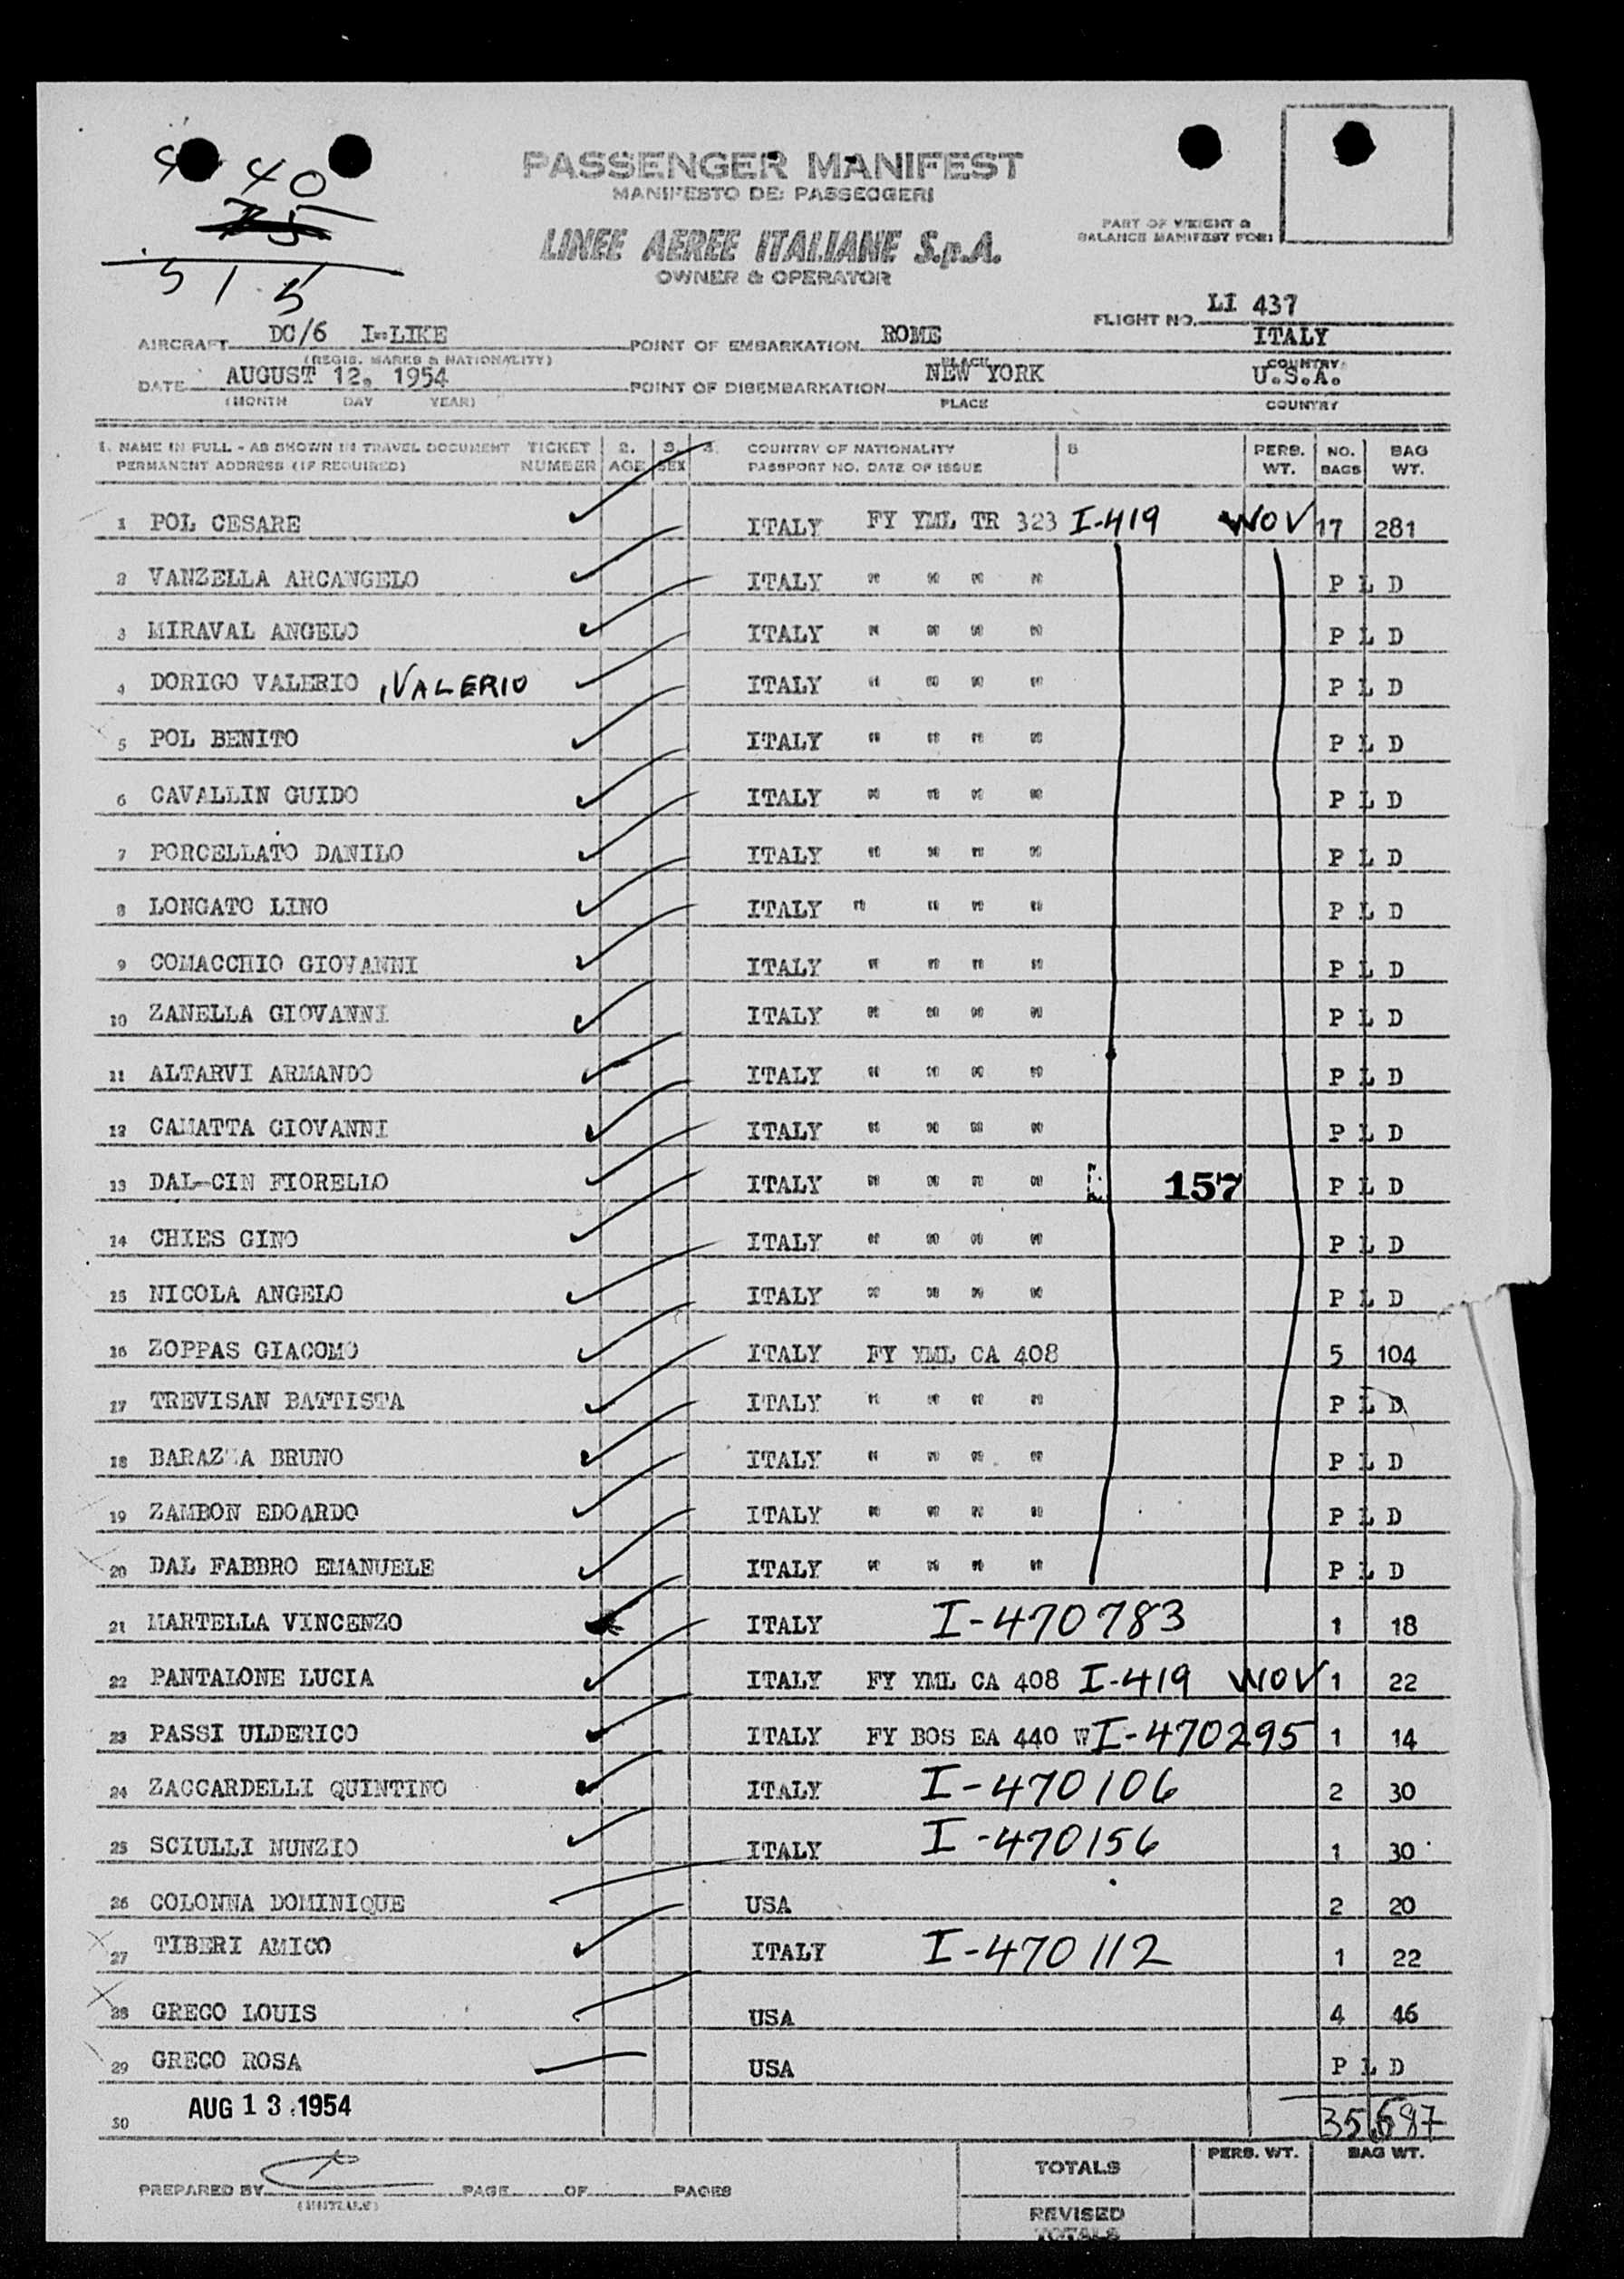 40
515
PASSENGER MANIFEST
MANIFESTO DEI PASSEGGERI
LINEE AEREE ITALIANE S.p.A.
OWNER & OPERATOR
PART OF WEIGHT &
BALANCE MANIFEST FOR:
FLIGHT NO. LI 437
AIRCRAFT DC/6 I-LIKE POINT OF EMBARKATION ROME ITALY
(REGIS. MARKS & NATIONALITY) PLACE COUNTRY
DATE AUGUST 12, 1954 POINT OF DISEMBARKATION NEW YORK U.S.A.
(MONTH DAY YEAR) PLACE COUNTRY
1. NAME IN FULL - AS SHOWN IN TRAVEL DOCUMENT TICKET 2. 3. 4. COUNTRY OF NATIONALITY 5 PERS. NO. BAG
PERMANENT ADDRESS (IF REQUIRED) NUMBER AGE SEX PASSPORT NO. DATE OF ISSUE WT. BAGS WT.
1 POL CESARE ITALY FY YML TR 323 I-419 WOV 17 281
2 VANZELLA ARCANGELO ITALY " " " " P L D
3 MIRAVAL ANGELO ITALY " " " " P L D
4 DORIGO VALERIO , VALERIO ITALY " " " " P L D
5 POL BENITO ITALY " " " " P L D
6 CAVALLIN GUIDO ITALY " " " " P L D
7 PORCELLATO DANILO ITALY " " " " P L D
8 LONGATO LINO ITALY " " " " P L D
9 COMACCHIO GIOVANNI ITALY " " " " P L D
10 ZANELLA GIOVANNI ITALY " " " " P L D
11 ALTARVI ARMANDO ITALY " " " " P L D
12 CAMATTA GIOVANNI ITALY " " " " P L D
13 DAL-CIN FIORELLO ITALY " " " " 157 P L D
14 CHIES GINO ITALY " " " " P L D
15 NICOLA ANGELO ITALY " " " " P L D
16 ZOPPAS GIACOMO ITALY FY YML CA 408 5 104
17 TREVISAN BATTISTA ITALY " " " " P L D
18 BRUNO ITALY " " " " P L D
19 ZAMBON EDOARDO ITALY " " " " P L D
20 DAL FABBRO EMANUELE ITALY " " " " P L D
21 MARTELLA VINCENZO ITALY I-470783 1 18
22 PANTALONE LUCIA ITALY FY YML CA 408 I-419 WOV 1 22
23 PASSI ULDERICO ITALY FY BOS EA 440 W I-470295 1 14
24 ZACCARDELLI QUINTINO ITALY I-470106 2 30
25 SCIULLI NUNZIO ITALY I-470156 1 30
26 COLONNA DOMINIQUE USA 2 20
27 TIBERI AMICO ITALY I-470112 1 22
28 GRECO LOUIS USA 4 46
29 GRECO ROSA USA P L D
AUG 13 1954
30 35 687
PREPARED BY PAGE OF PAGES TOTALS PERS. WT. BAG WT.
(INITIALS)
REVISED
TOTALS